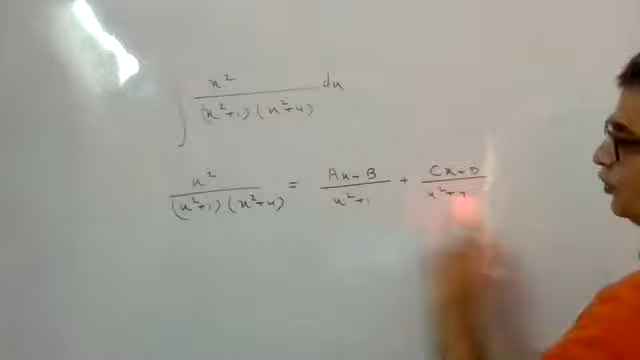 ∫ x² / (x²+1)(x²+4) dx
x² / (x²+1)(x²+4) = Ax+B / x²+1 + Cx+D / x²+4